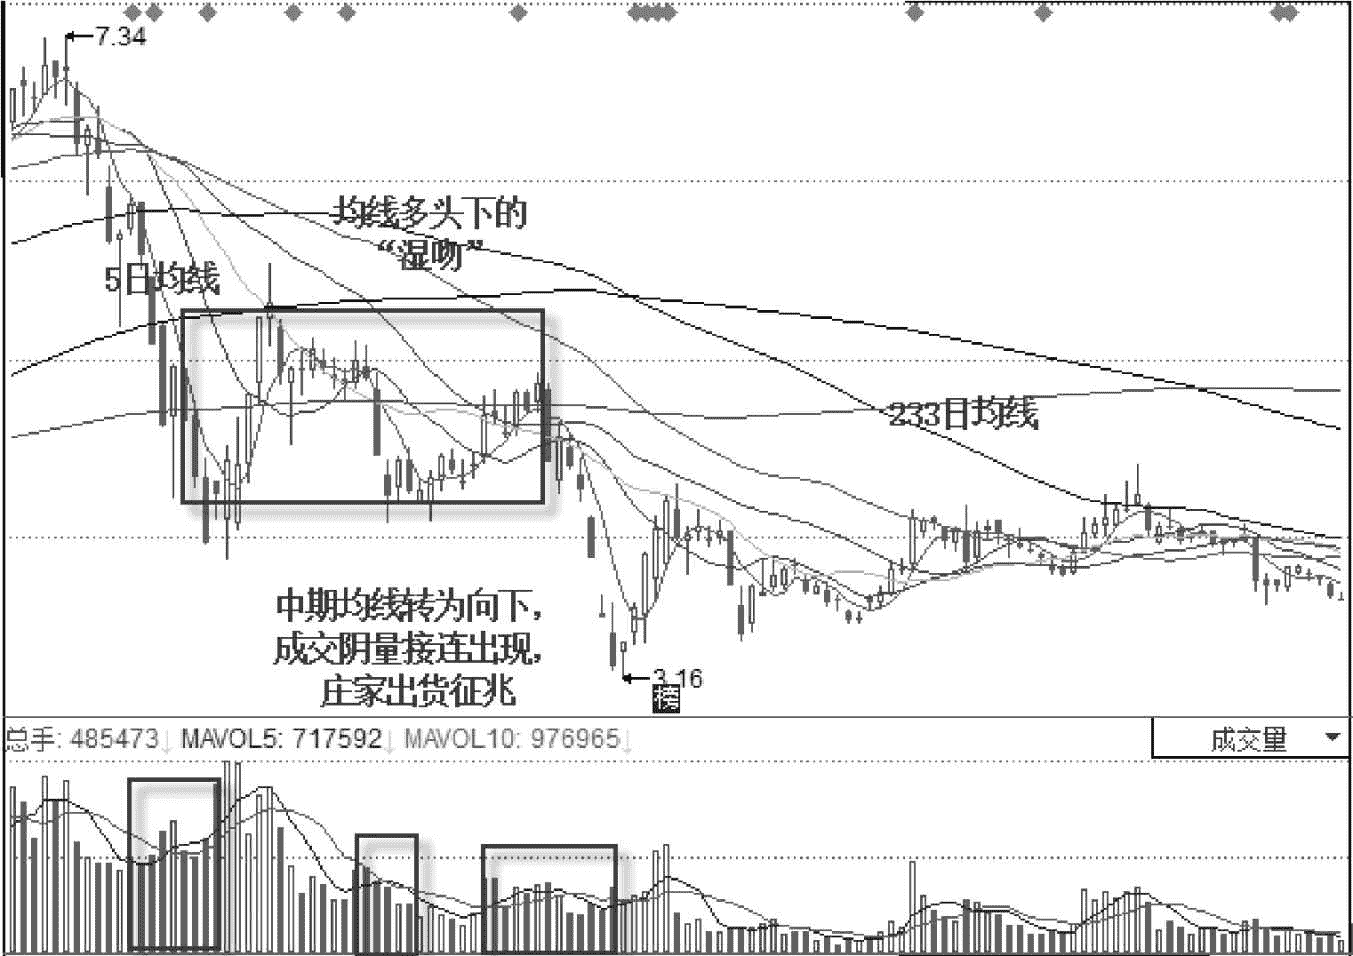 7.34
均线多头下的
“湿吻”
5日均线
233日均线
中期均线转为向下,
成交阴量接连出现,
庄家出货征兆
3.16
榜
总手: 485473↓ MAVOL5: 717592↓ MAVOL10: 976965↓
成交量